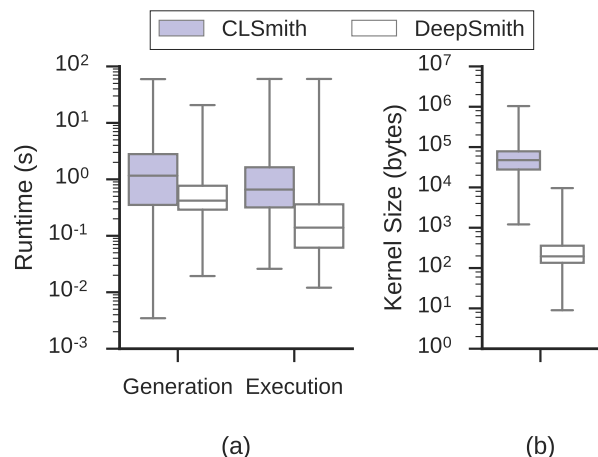 CLSmith DeepSmith
Runtime (s)
10²
10¹
10⁰
10⁻¹
10⁻²
10⁻³
Generation Execution
(a)
Kernel Size (bytes)
10⁷
10⁶
10⁵
10⁴
10³
10²
10¹
10⁰
(b)